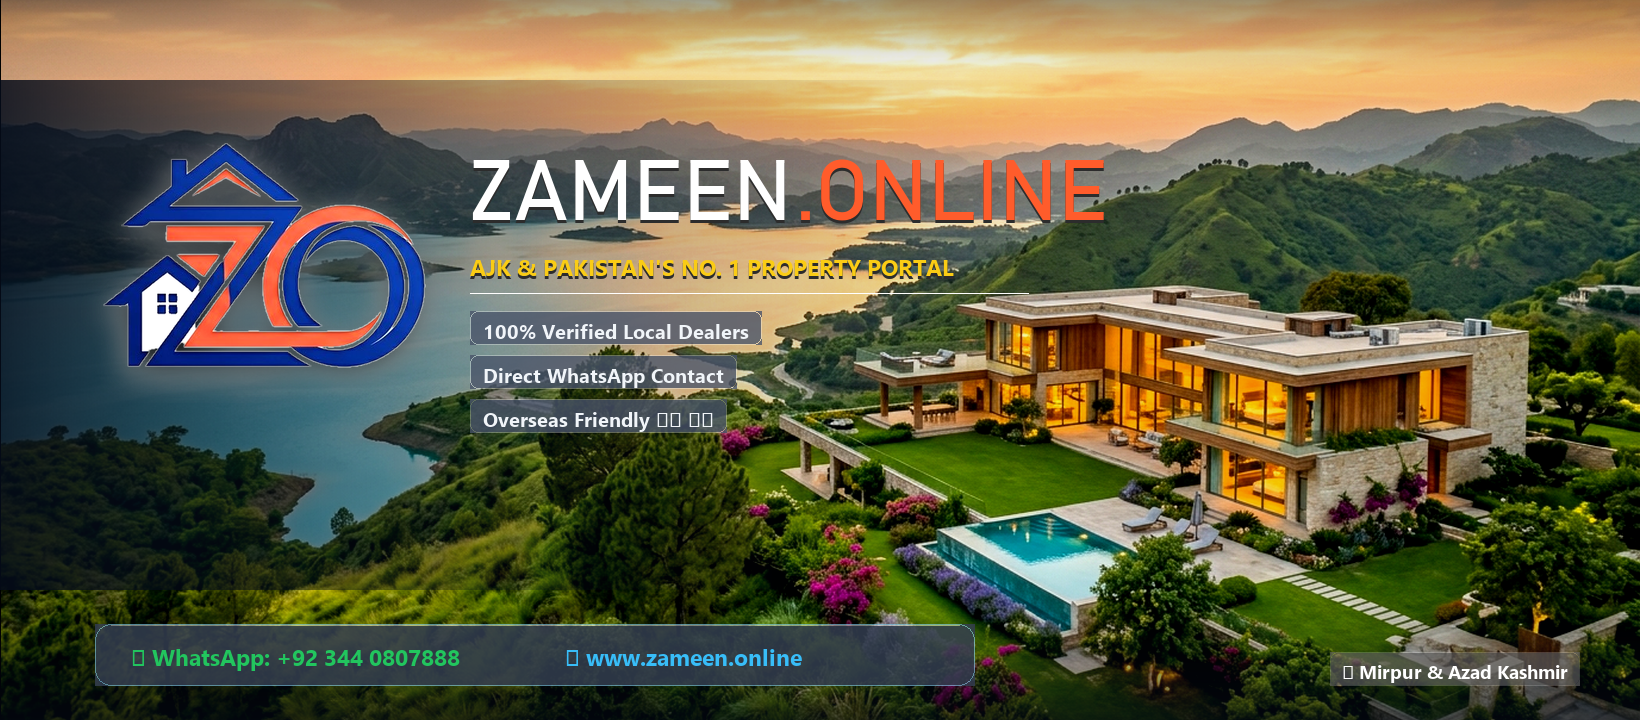 ZO
ZAMEEN.ONLINE
AJK & PAKISTAN'S NO. 1 PROPERTY PORTAL
100% Verified Local Dealers
Direct WhatsApp Contact
Overseas Friendly
WhatsApp: +92 344 0807888
www.zameen.online
Mirpur & Azad Kashmir